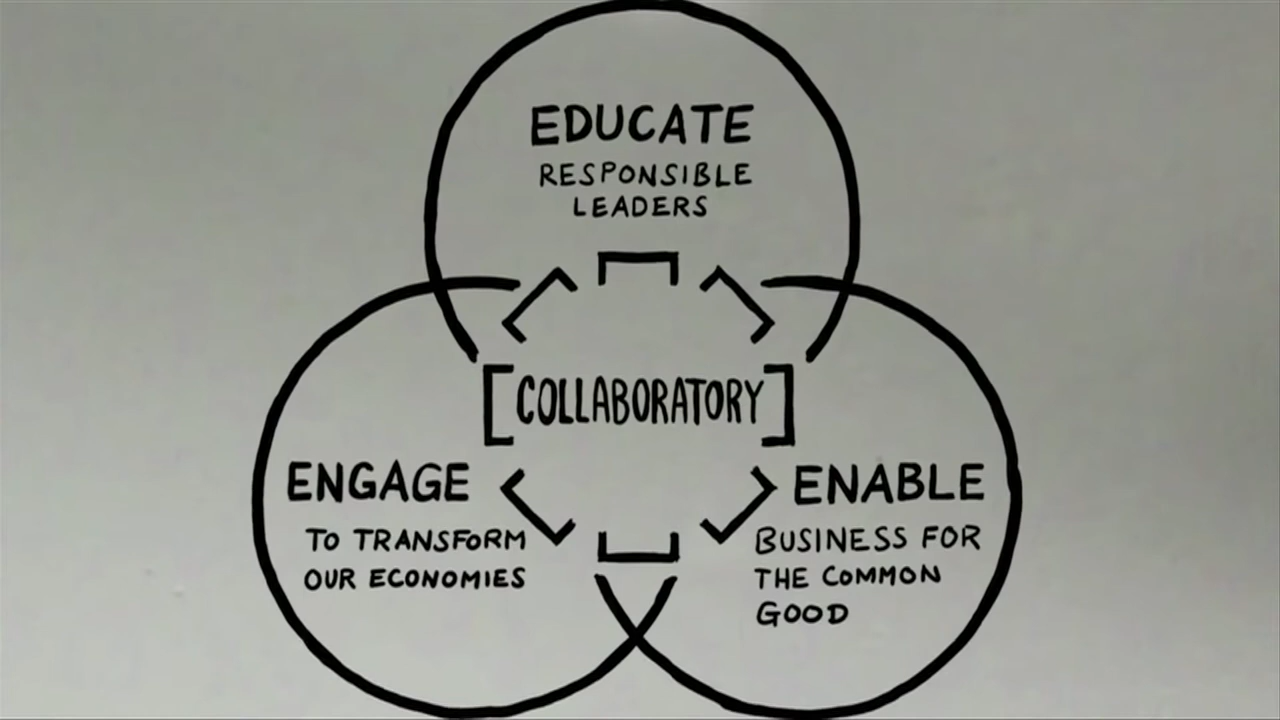 EDUCATE
RESPONSIBLE
LEADERS
[COLLABORATORY]
ENGAGE
TO TRANSFORM
OUR ECONOMIES
ENABLE
BUSINESS FOR
THE COMMON
GOOD